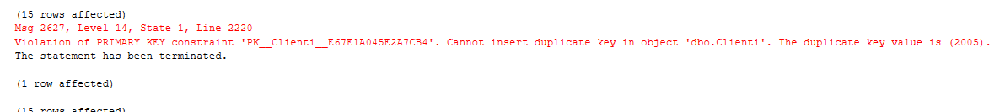 (15 rows affected)
Msg 2627, Level 14, State 1, Line 2220
Violation of PRIMARY KEY constraint 'PK__Clienti__E67E1A045E2A7CB4'. Cannot insert duplicate key in object 'dbo.Clienti'. The duplicate key value is (2005).
The statement has been terminated.
(1 row affected)
(15 rows affected)